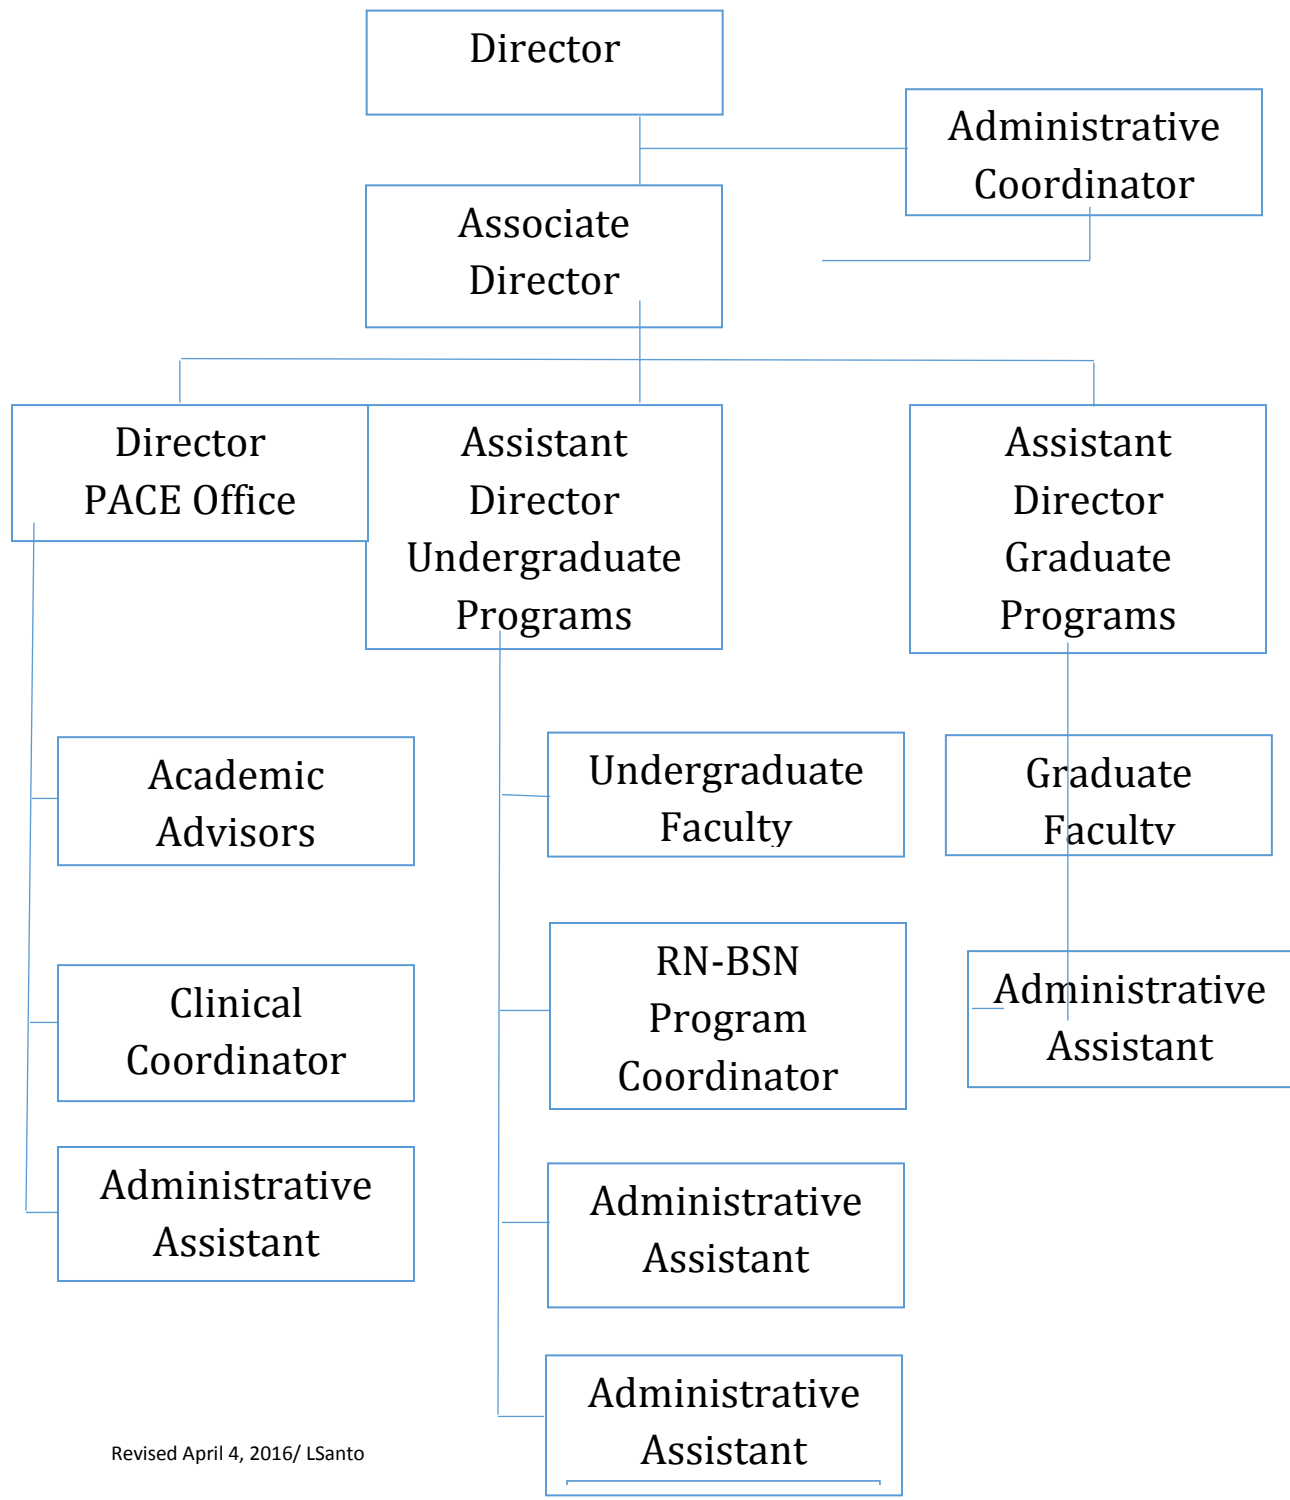 Director
Administrative
Coordinator
Associate
Director
Director
PACE Office
Assistant
Director
Undergraduate
Programs
Assistant
Director
Graduate
Programs
Academic
Advisors
Undergraduate
Faculty
Graduate
Faculty
Clinical
Coordinator
RN-BSN
Program
Coordinator
Administrative
Assistant
Administrative
Assistant
Administrative
Assistant
Administrative
Assistant
Revised April 4, 2016/ LSanto